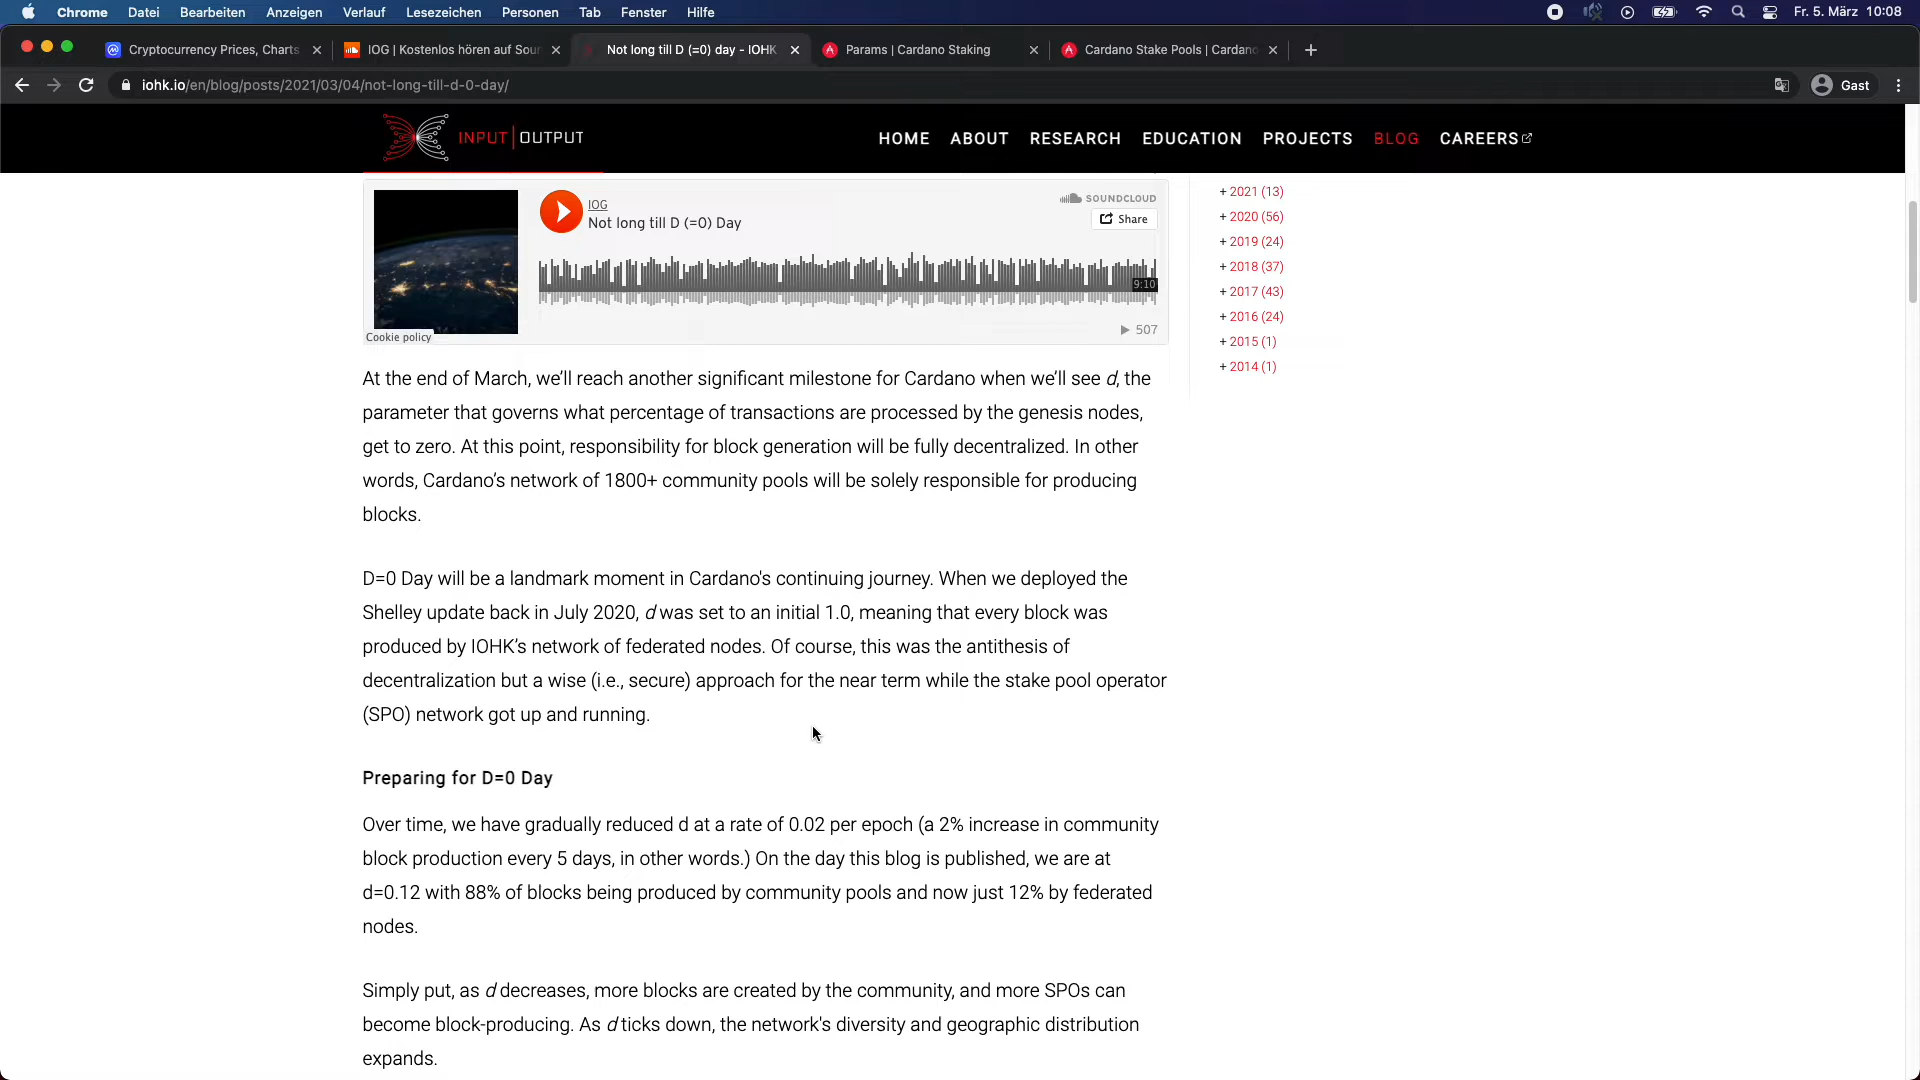 Chrome Datei Bearbeiten Anzeigen Verlauf Lesezeichen Personen Tab Fenster Hilfe Fr. 5. März 10:08
Cryptocurrency Prices, Charts IOG | Kostenlos hören auf Sour Not long till D (=0) day - IOHK Params | Cardano Staking Cardano Stake Pools | Cardano
iohk.io/en/blog/posts/2021/03/04/not-long-till-d-0-day/ Gast
INPUT | OUTPUT HOME ABOUT RESEARCH EDUCATION PROJECTS BLOG CAREERS
IOG
Not long till D (=0) Day
SOUNDCLOUD
Share
9:10
507
Cookie policy
+ 2021 (13)
+ 2020 (56)
+ 2019 (24)
+ 2018 (37)
+ 2017 (43)
+ 2016 (24)
+ 2015 (1)
+ 2014 (1)
At the end of March, we’ll reach another significant milestone for Cardano when we’ll see d, the
parameter that governs what percentage of transactions are processed by the genesis nodes,
get to zero. At this point, responsibility for block generation will be fully decentralized. In other
words, Cardano’s network of 1800+ community pools will be solely responsible for producing
blocks.
D=0 Day will be a landmark moment in Cardano's continuing journey. When we deployed the
Shelley update back in July 2020, d was set to an initial 1.0, meaning that every block was
produced by IOHK’s network of federated nodes. Of course, this was the antithesis of
decentralization but a wise (i.e., secure) approach for the near term while the stake pool operator
(SPO) network got up and running.
Preparing for D=0 Day
Over time, we have gradually reduced d at a rate of 0.02 per epoch (a 2% increase in community
block production every 5 days, in other words.) On the day this blog is published, we are at
d=0.12 with 88% of blocks being produced by community pools and now just 12% by federated
nodes.
Simply put, as d decreases, more blocks are created by the community, and more SPOs can
become block-producing. As d ticks down, the network's diversity and geographic distribution
expands.